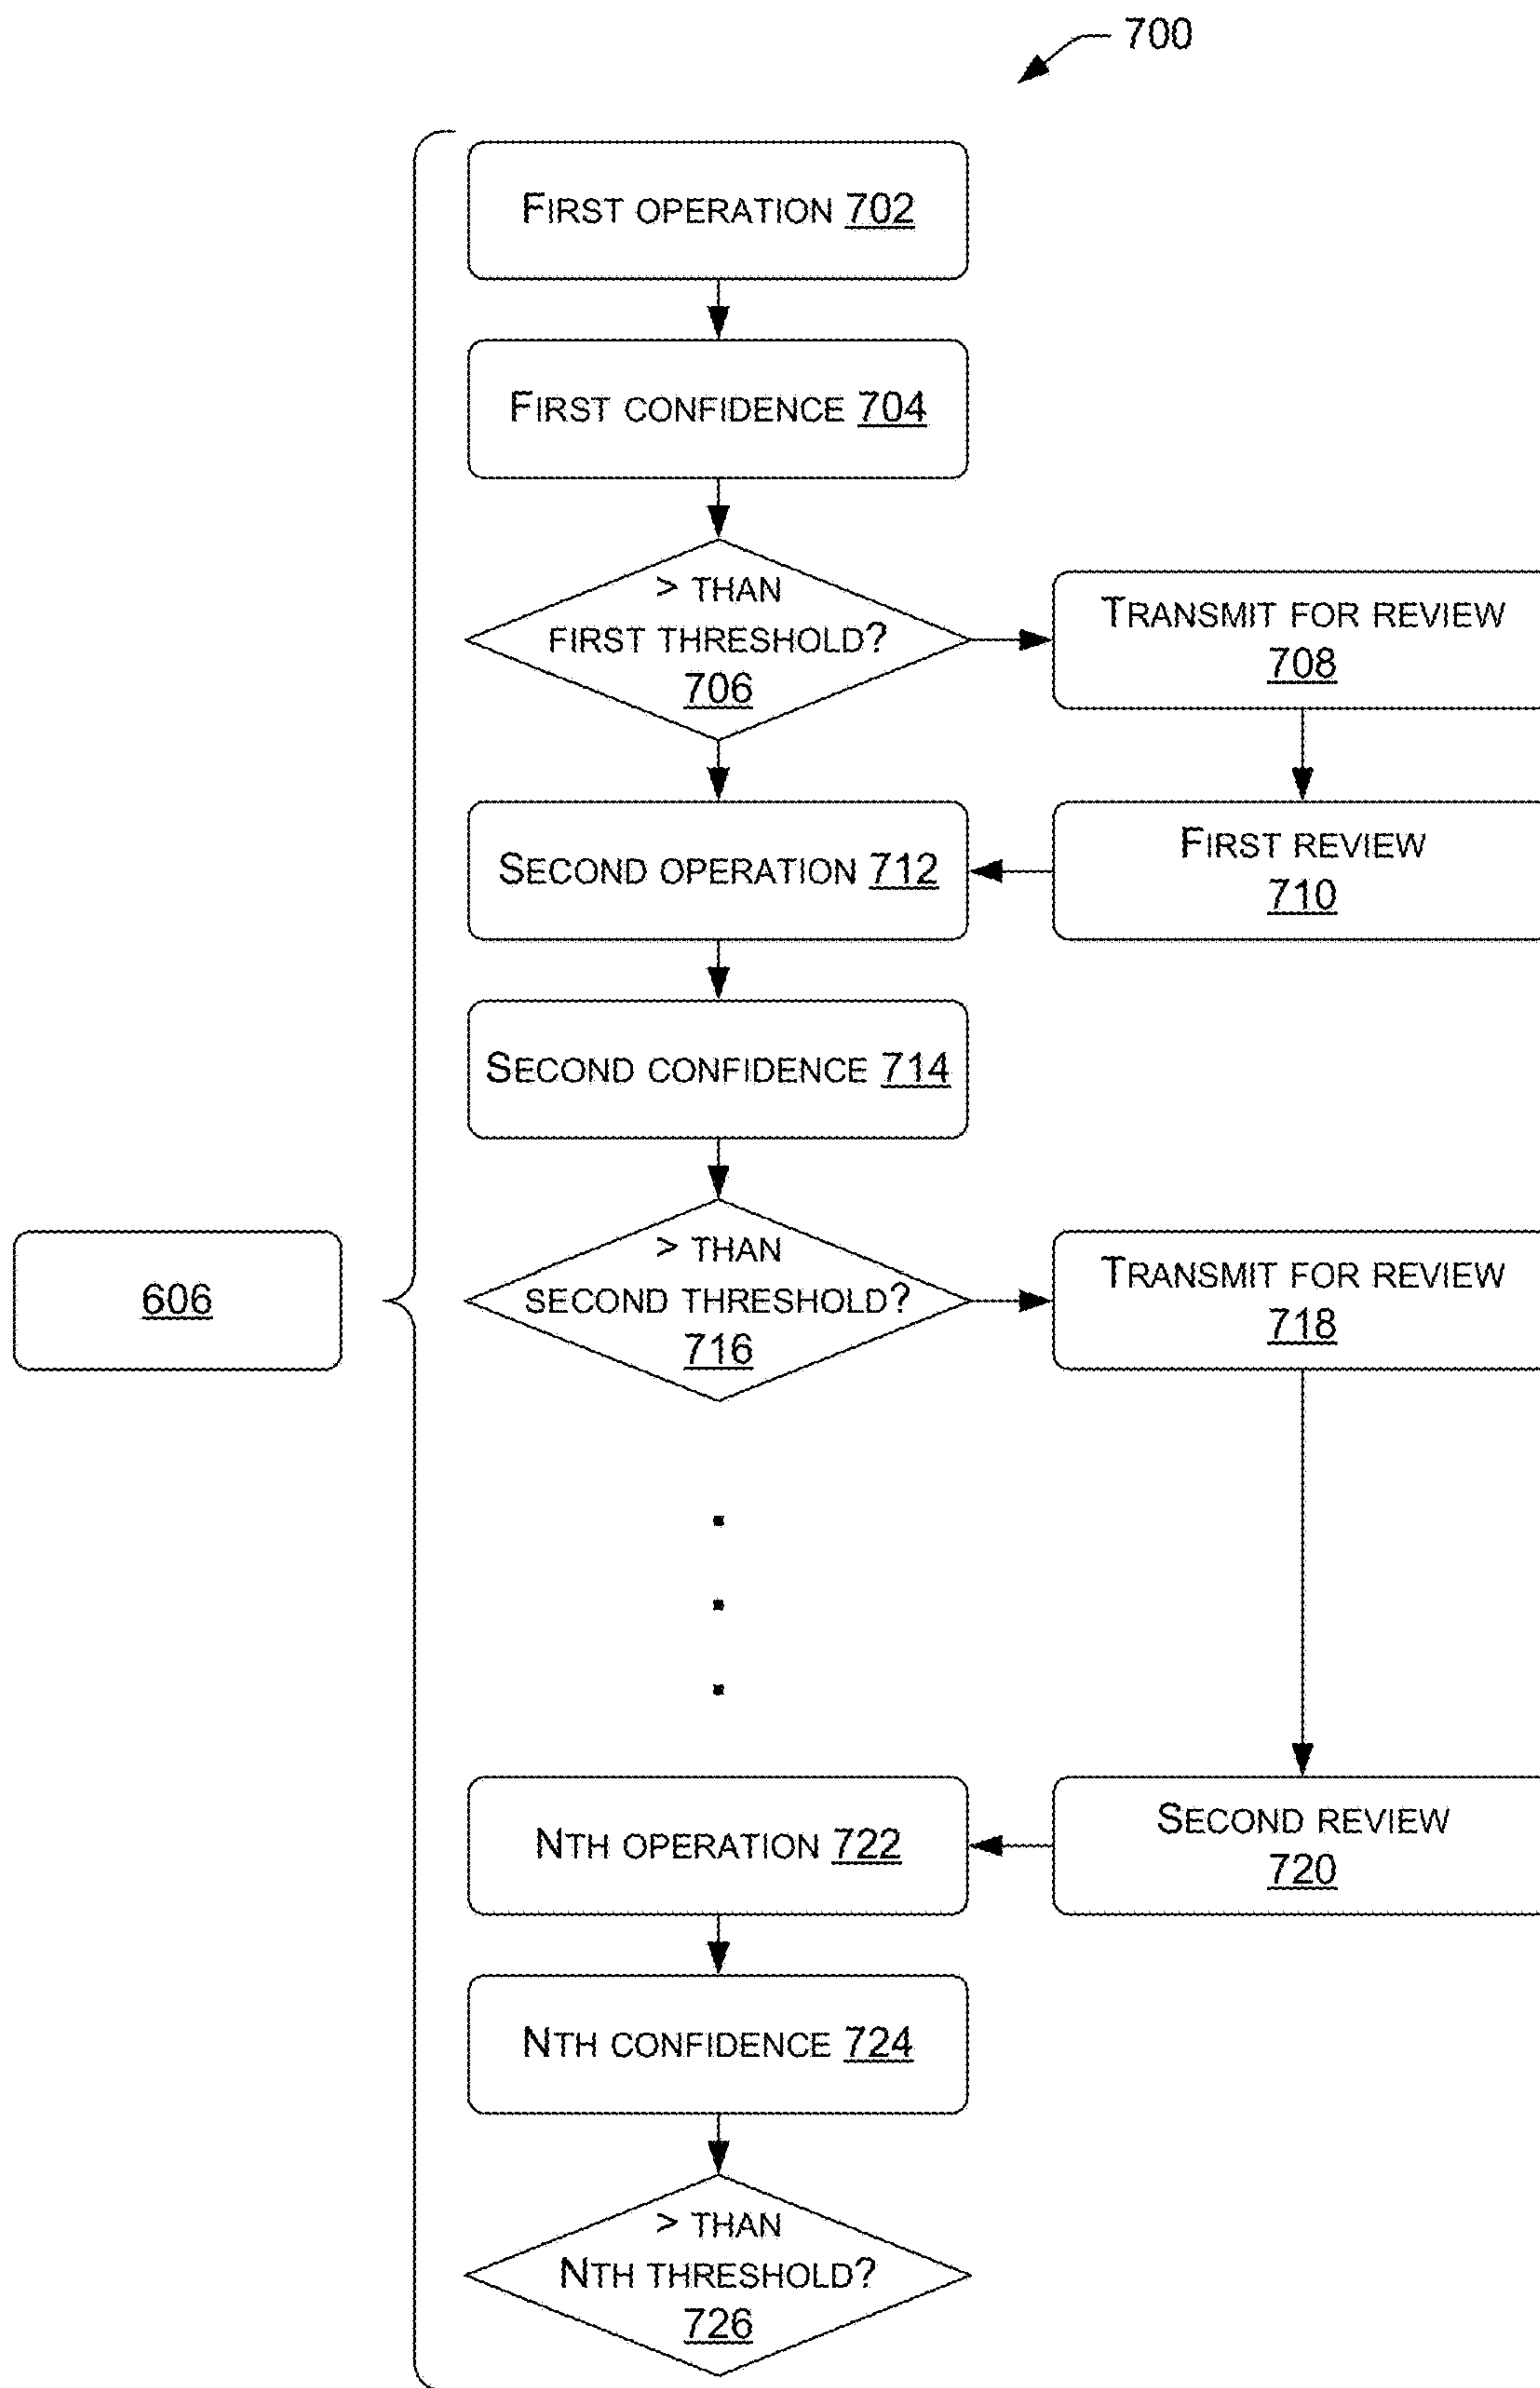 700
First operation 702
First confidence 704
> than
first threshold?
706
Transmit for review
708
Second operation 712
First review
710
Second confidence 714
606
> than
second threshold?
716
Transmit for review
718
Nth operation 722
Second review
720
Nth confidence 724
> than
Nth threshold?
726